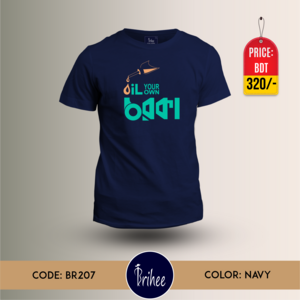 PRICE:
BDT
320/-
OiL YOUR
OWN
চরকা
CODE: BR207
Brihee
COLOR: NAVY